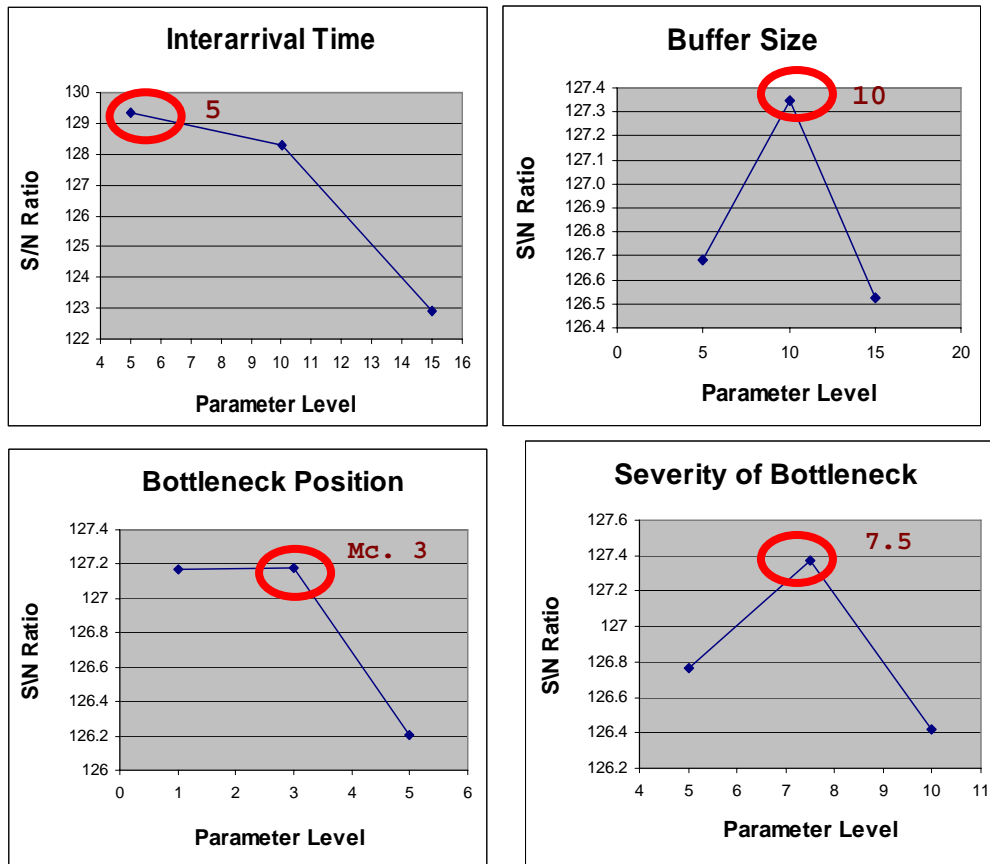 Interarrival Time
130
129
128
127
126
125
124
123
122
5
S/N Ratio
4 5 6 7 8 9 10 11 12 13 14 15 16
Parameter Level
Buffer Size
127.4
127.3
127.2
127.1
127.0
126.9
126.8
126.7
126.6
126.5
126.4
10
S\N Ratio
0 5 10 15 20
Parameter Level
Bottleneck Position
127.4
127.2
127
126.8
126.6
126.4
126.2
126
Mc. 3
S\N Ratio
0 1 2 3 4 5 6
Parameter Level
Severity of Bottleneck
127.6
127.4
127.2
127
126.8
126.6
126.4
126.2
7.5
S\N Ratio
4 5 6 7 8 9 10 11
Parameter Level